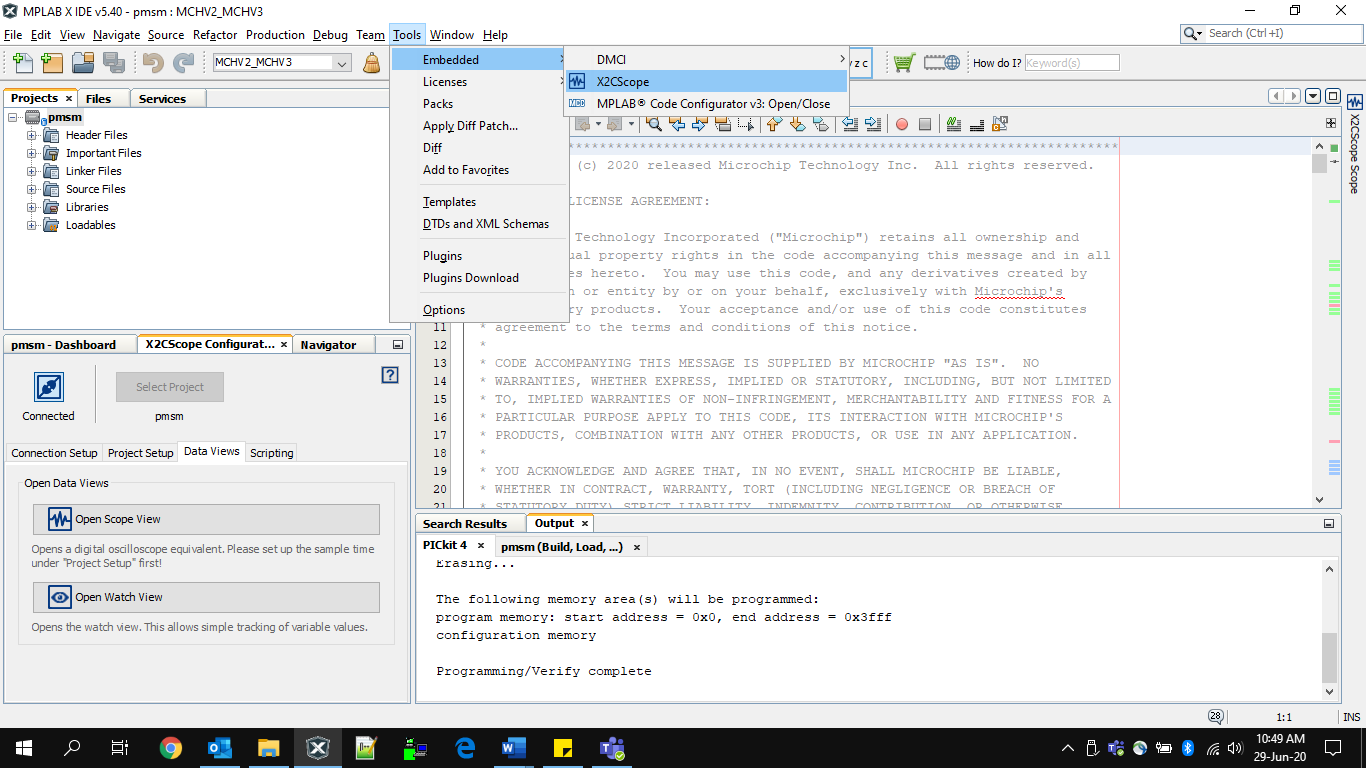 MPLAB X IDE v5.40 - pmsm : MCHV2_MCHV3
File Edit View Navigate Source Refactor Production Debug Team Tools Window Help
Search (Ctrl+I)
MCHV2_MCHV3
How do I? Keyword(s)
Embedded
Licenses
Packs
Apply Diff Patch...
Diff
Add to Favorites
Templates
DTDs and XML Schemas
Plugins
Plugins Download
Options
DMCI
X2CScope
MPLAB® Code Configurator v3: Open/Close
z c
Projects × Files Services
pmsm
Header Files
Important Files
Linker Files
Source Files
Libraries
Loadables
X2CScope Scope
*************************************************************
(c) 2020 released Microchip Technology Inc.  All rights reserved.
LICENSE AGREEMENT:
Technology Incorporated ("Microchip") retains all ownership and
ual property rights in the code accompanying this message and in all
es hereto.  You may use this code, and any derivatives created by
n or entity by or on your behalf, exclusively with Microchip's
ry products.  Your acceptance and/or use of this code constitutes
11 * agreement to the terms and conditions of this notice.
12 *
13 * CODE ACCOMPANYING THIS MESSAGE IS SUPPLIED BY MICROCHIP "AS IS".  NO
14 * WARRANTIES, WHETHER EXPRESS, IMPLIED OR STATUTORY, INCLUDING, BUT NOT LIMITED
15 * TO, IMPLIED WARRANTIES OF NON-INFRINGEMENT, MERCHANTABILITY AND FITNESS FOR A
16 * PARTICULAR PURPOSE APPLY TO THIS CODE, ITS INTERACTION WITH MICROCHIP'S
17 * PRODUCTS, COMBINATION WITH ANY OTHER PRODUCTS, OR USE IN ANY APPLICATION.
18 *
19 * YOU ACKNOWLEDGE AND AGREE THAT, IN NO EVENT, SHALL MICROCHIP BE LIABLE,
20 * WHETHER IN CONTRACT, WARRANTY, TORT (INCLUDING NEGLIGENCE OR BREACH OF
21 * STATUTORY DUTY) STRICT LIABILITY, INDEMNITY, CONTRIBUTION, OR OTHERWISE
pmsm - Dashboard X2CScope Configurat... × Navigator
Connected
Select Project
pmsm
Connection Setup Project Setup Data Views Scripting
Open Data Views
Open Scope View
Opens a digital oscilloscope equivalent. Please set up the sample time
under "Project Setup" first!
Open Watch View
Opens the watch view. This allows simple tracking of variable values.
Search Results Output ×
PICkit 4 × pmsm (Build, Load, ...) ×
Erasing...
The following memory area(s) will be programmed:
program memory: start address = 0x0, end address = 0x3fff
configuration memory
Programming/Verify complete
28 1:1 INS
10:49 AM
29-Jun-20